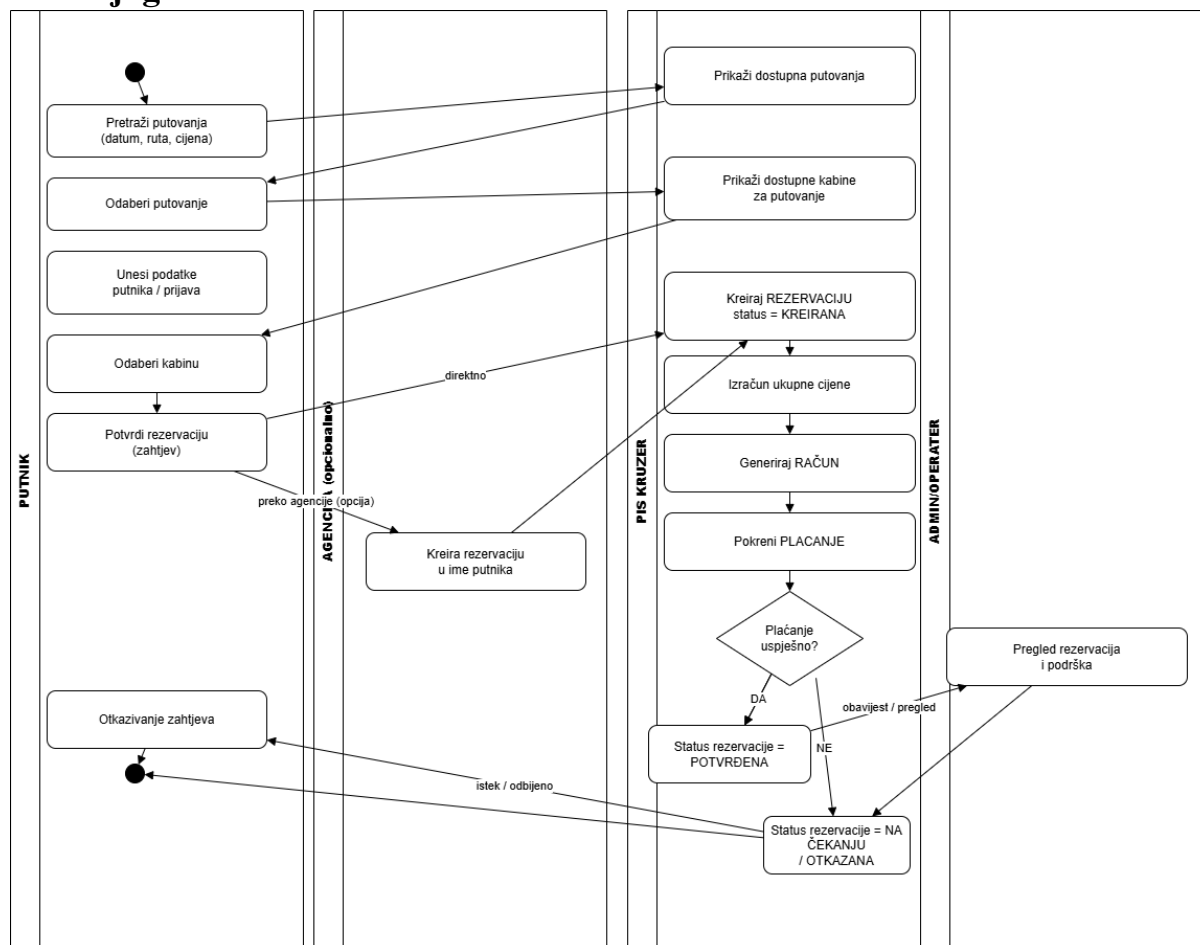 PUTNIK
Pretraži putovanja
(datum, ruta, cijena)
Odaberi putovanje
Unesi podatke
putnika / prijava
Odaberi kabinu
Potvrdi rezervaciju
(zahtjev)
Otkazivanje zahtjeva
direktno
preko agencije (opcija)
istek / odbijeno
(opcionalno)
Kreira rezervaciju
u ime putnika
PIS KRUZER
Prikaži dostupna putovanja
Prikaži dostupne kabine
za putovanje
Kreiraj REZERVACIJU
status = KREIRANA
Izračun ukupne cijene
Generiraj RAČUN
Pokreni PLACANJE
Plaćanje
uspješno?
DA
NE
Status rezervacije =
POTVRĐENA
obavijest / pregled
Status rezervacije = NA
ČEKANJU
/ OTKAZANA
ADMIN/OPERATER
Pregled rezervacija
i podrška